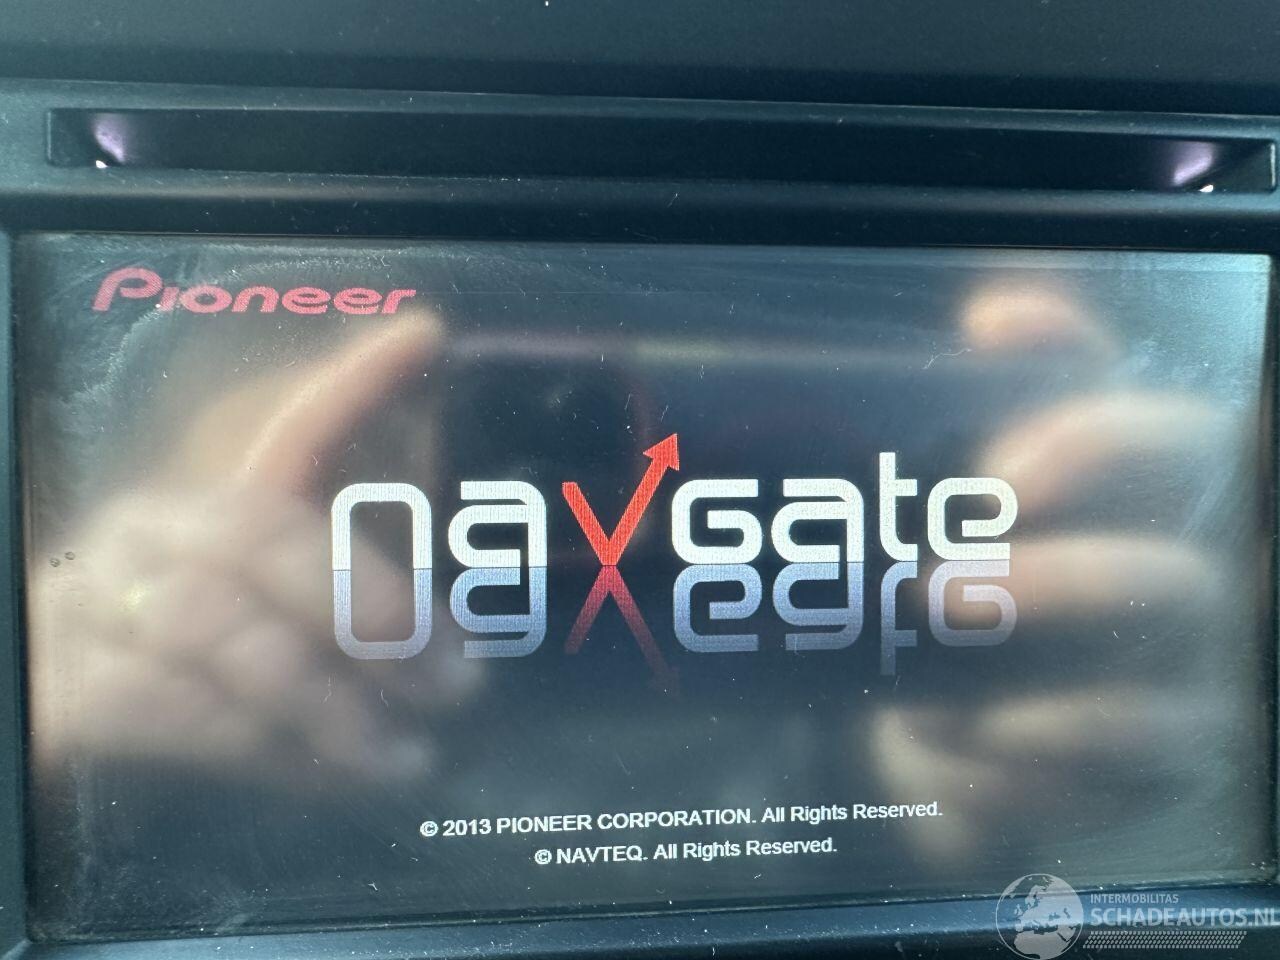 Pioneer
navgate
© 2013 PIONEER CORPORATION. All Rights Reserved.
© NAVTEQ. All Rights Reserved.
INTERMOBILITAS
SCHADEAUTOS.NL